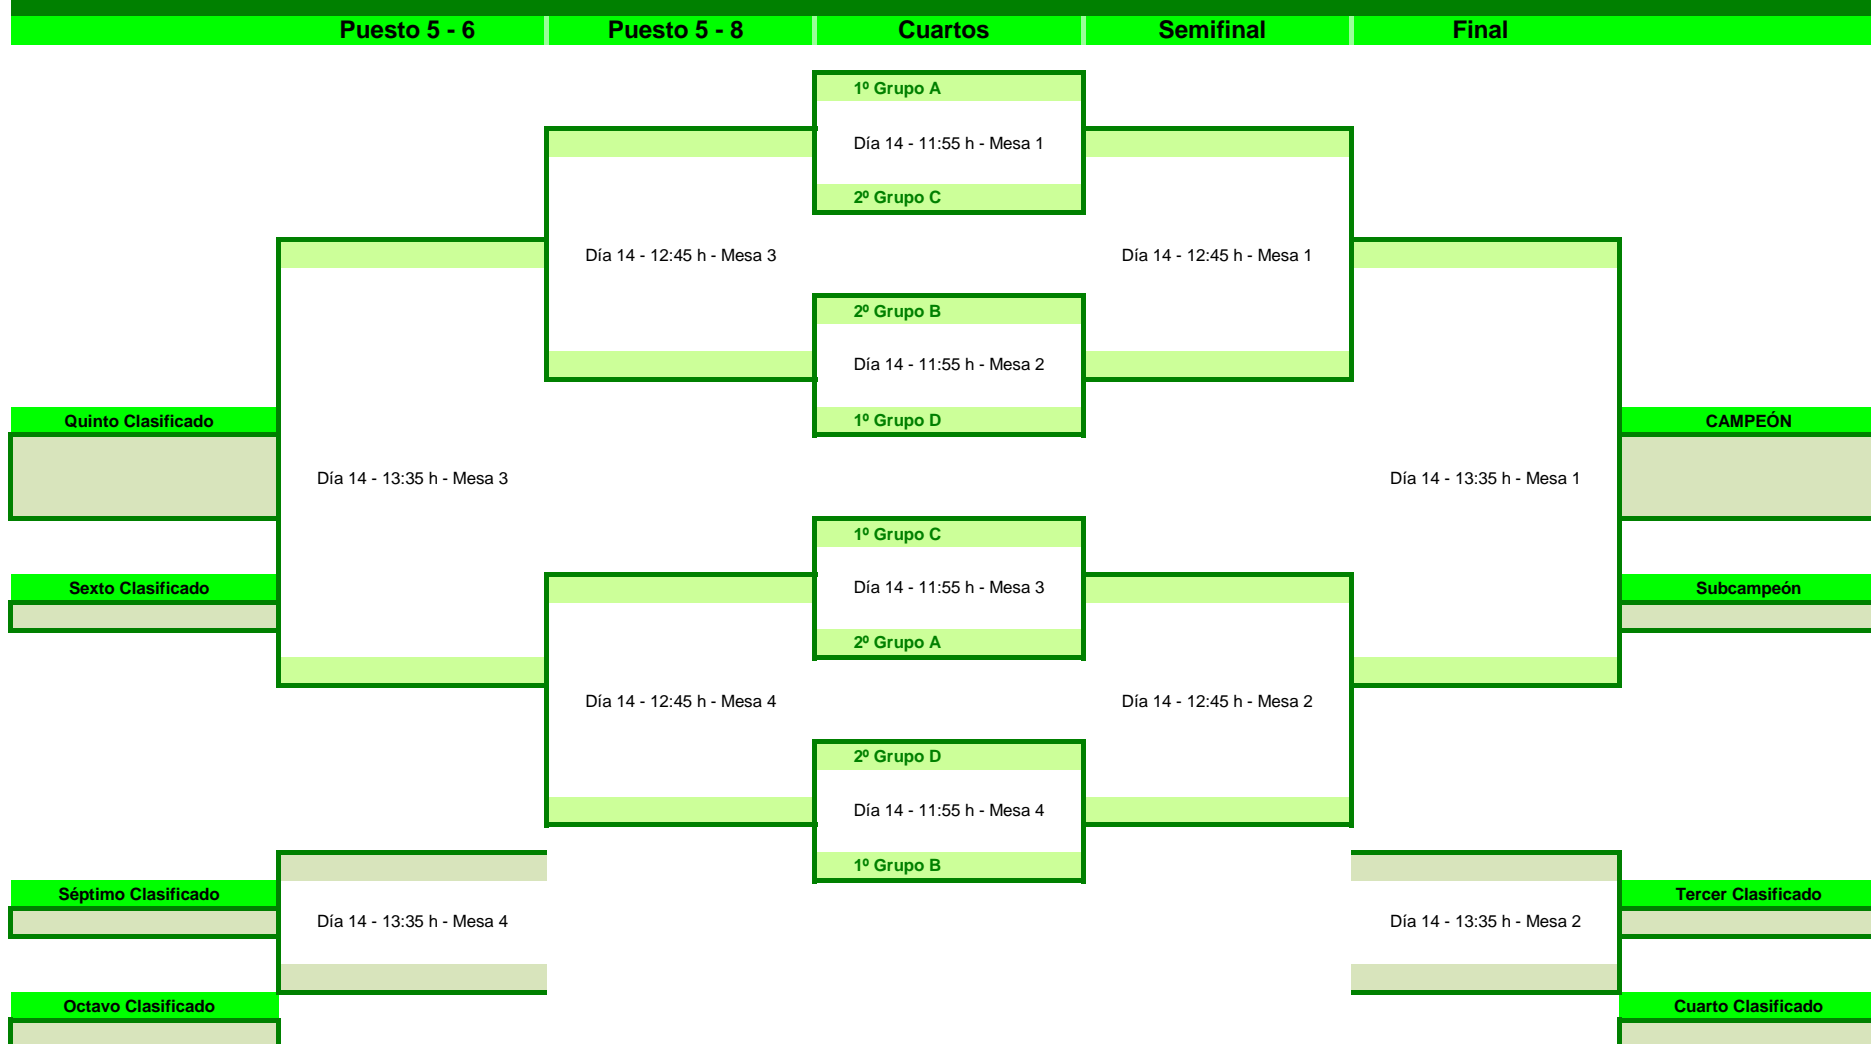 Puesto 5 - 6 Puesto 5 - 8 Cuartos Semifinal Final
1º Grupo A
Día 14 - 11:55 h - Mesa 1
2º Grupo C
Día 14 - 12:45 h - Mesa 3 Día 14 - 12:45 h - Mesa 1
2º Grupo B
Día 14 - 11:55 h - Mesa 2
Quinto Clasificado 1º Grupo D CAMPEÓN
Día 14 - 13:35 h - Mesa 3 Día 14 - 13:35 h - Mesa 1
1º Grupo C
Sexto Clasificado Día 14 - 11:55 h - Mesa 3 Subcampeón
2º Grupo A
Día 14 - 12:45 h - Mesa 4 Día 14 - 12:45 h - Mesa 2
2º Grupo D
Día 14 - 11:55 h - Mesa 4
1º Grupo B
Séptimo Clasificado Tercer Clasificado
Día 14 - 13:35 h - Mesa 4 Día 14 - 13:35 h - Mesa 2
Octavo Clasificado Cuarto Clasificado